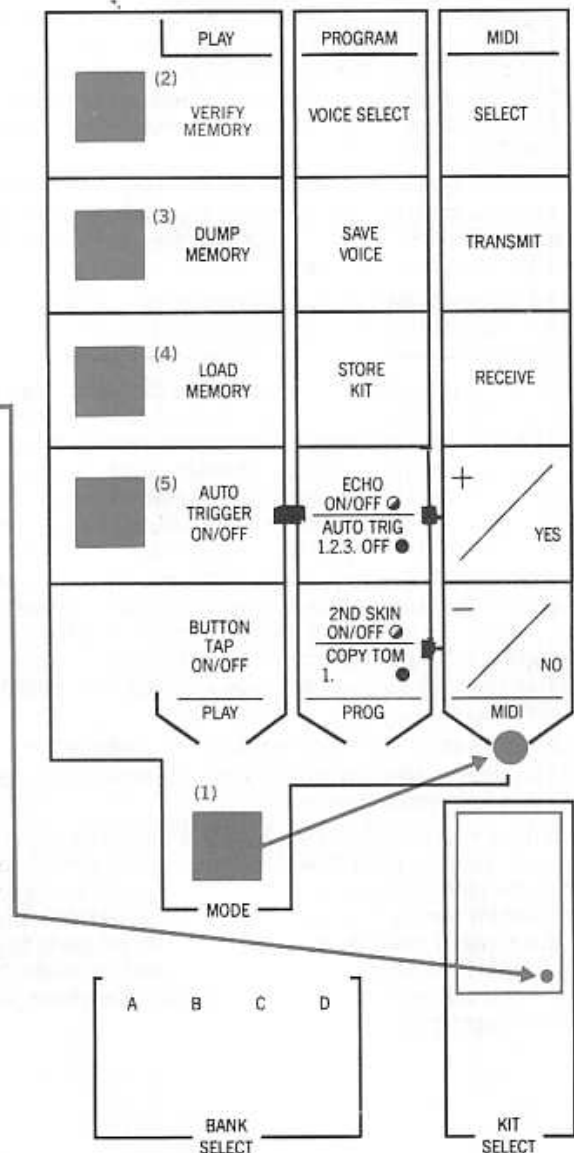 PLAY PROGRAM MIDI
(2)
VERIFY
MEMORY
VOICE SELECT
SELECT
(3)
DUMP
MEMORY
SAVE
VOICE
TRANSMIT
(4)
LOAD
MEMORY
STORE
KIT
RECEIVE
(5)
AUTO
TRIGGER
ON/OFF
ECHO
ON/OFF
AUTO TRIG
1.2.3. OFF
+
YES
BUTTON
TAP
ON/OFF
2ND SKIN
ON/OFF
COPY TOM
1.
–
NO
PLAY PROG MIDI
(1)
MODE
A B C D
BANK
SELECT
KIT
SELECT